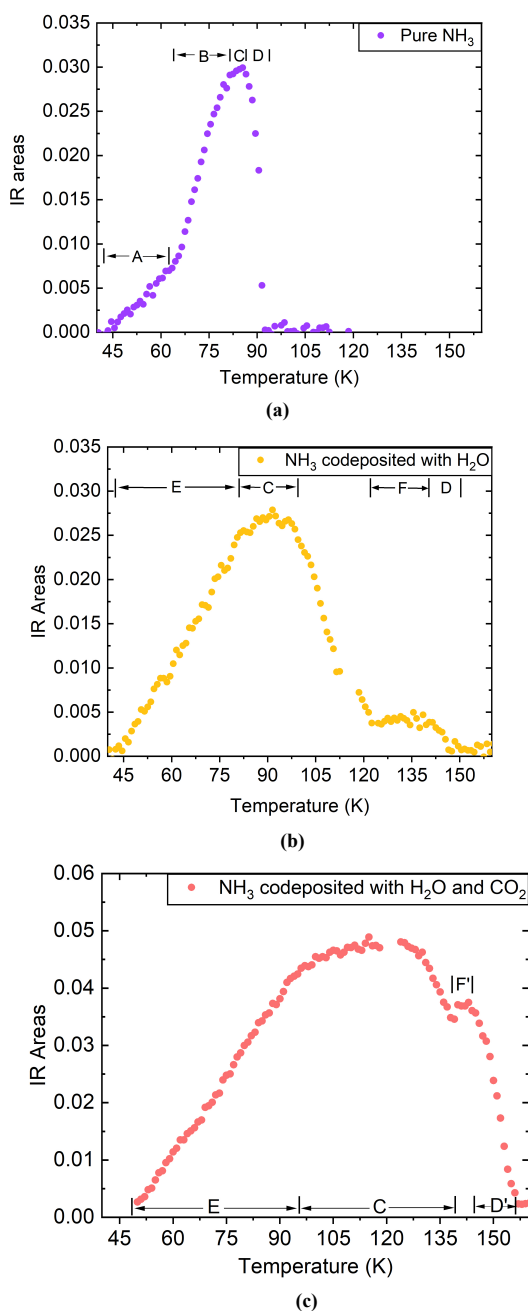 Pure NH3
0.035
0.030
0.025
0.020
0.015
0.010
0.005
0.000
IR areas
B C D
A
45 60 75 90 105 120 135 150
Temperature (K)
(a)
NH3 codeposited with H2O
0.035
0.030
0.025
0.020
0.015
0.010
0.005
0.000
IR Areas
E C F D
45 60 75 90 105 120 135 150
Temperature (K)
(b)
NH3 codeposited with H2O and CO2
0.06
0.05
0.04
0.03
0.02
0.01
0.00
IR Areas
F'
E C D'
45 60 75 90 105 120 135 150
Temperature (K)
(c)